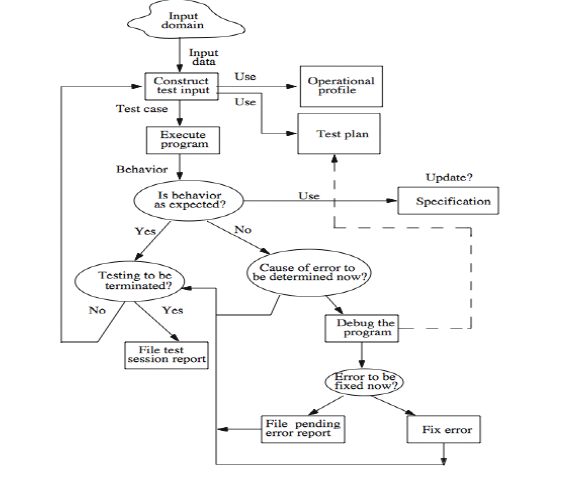 Input
domain
Input
data
Construct
test input
Use
Use
Operational
profile
Test case
Test plan
Execute
program
Behavior
Update?
Is behavior
as expected?
Use
Specification
Yes
No
Testing to be
terminated?
Cause of error to
be determined now?
No
Yes
Debug the
program
File test
session report
Error to be
fixed now?
File pending
error report
Fix error